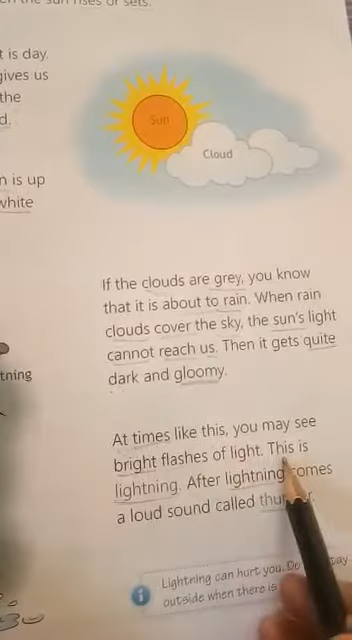 the sun rises or sets.
t is day.
gives us
the
d.
n is up
white
Sun
Cloud
If the clouds are grey, you know
that it is about to rain. When rain
clouds cover the sky, the sun's light
cannot reach us. Then it gets quite
dark and gloomy.
tning
At times like this, you may see
bright flashes of light. This is
lightning. After lightning comes
a loud sound called
Lightning can hurt you. Do
outside when there is